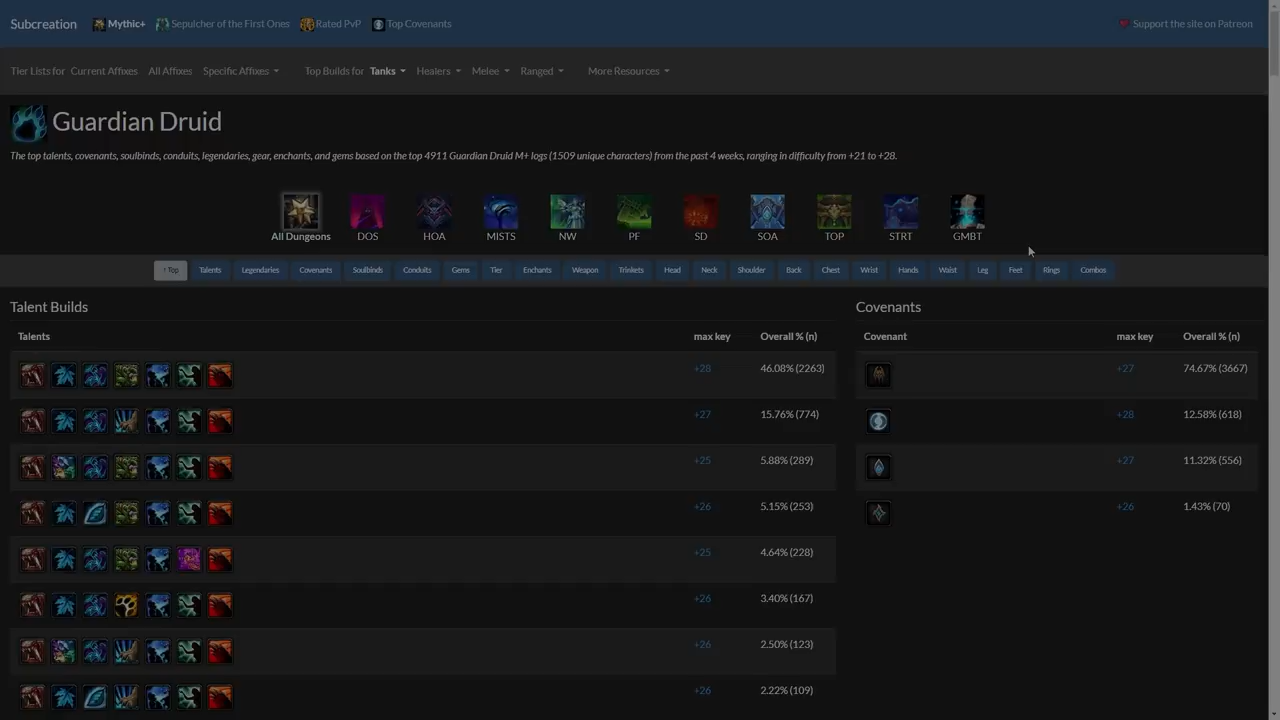 Subcreation Mythic+ Sepulcher of the First Ones Rated PvP Top Covenants Support the site on Patreon
Tier Lists for Current Affixes All Affixes Specific Affixes Top Builds for Tanks Healers Melee Ranged More Resources
Guardian Druid
The top talents, covenants, soulbinds, conduits, legendaries, gear, enchants, and gems based on the top 4911 Guardian Druid M+ logs (1509 unique characters) from the past 4 weeks, ranging in difficulty from +21 to +28.
All Dungeons DOS HOA MISTS NW PF SD SOA TOP STRT GMBT
↑ Top Talents Legendaries Covenants Soulbinds Conduits Gems Tier Enchants Weapon Trinkets Head Neck Shoulder Back Chest Wrist Hands Waist Leg Feet Rings Combos
Talent Builds Covenants
Talents max key Overall % (n) Covenant max key Overall % (n)
+28 46.08% (2263) +27 74.67% (3667)
+27 15.76% (774) +28 12.58% (618)
+25 5.88% (289) +27 11.32% (556)
+26 5.15% (253) +26 1.43% (70)
+25 4.64% (228)
+26 3.40% (167)
+26 2.50% (123)
+26 2.22% (109)